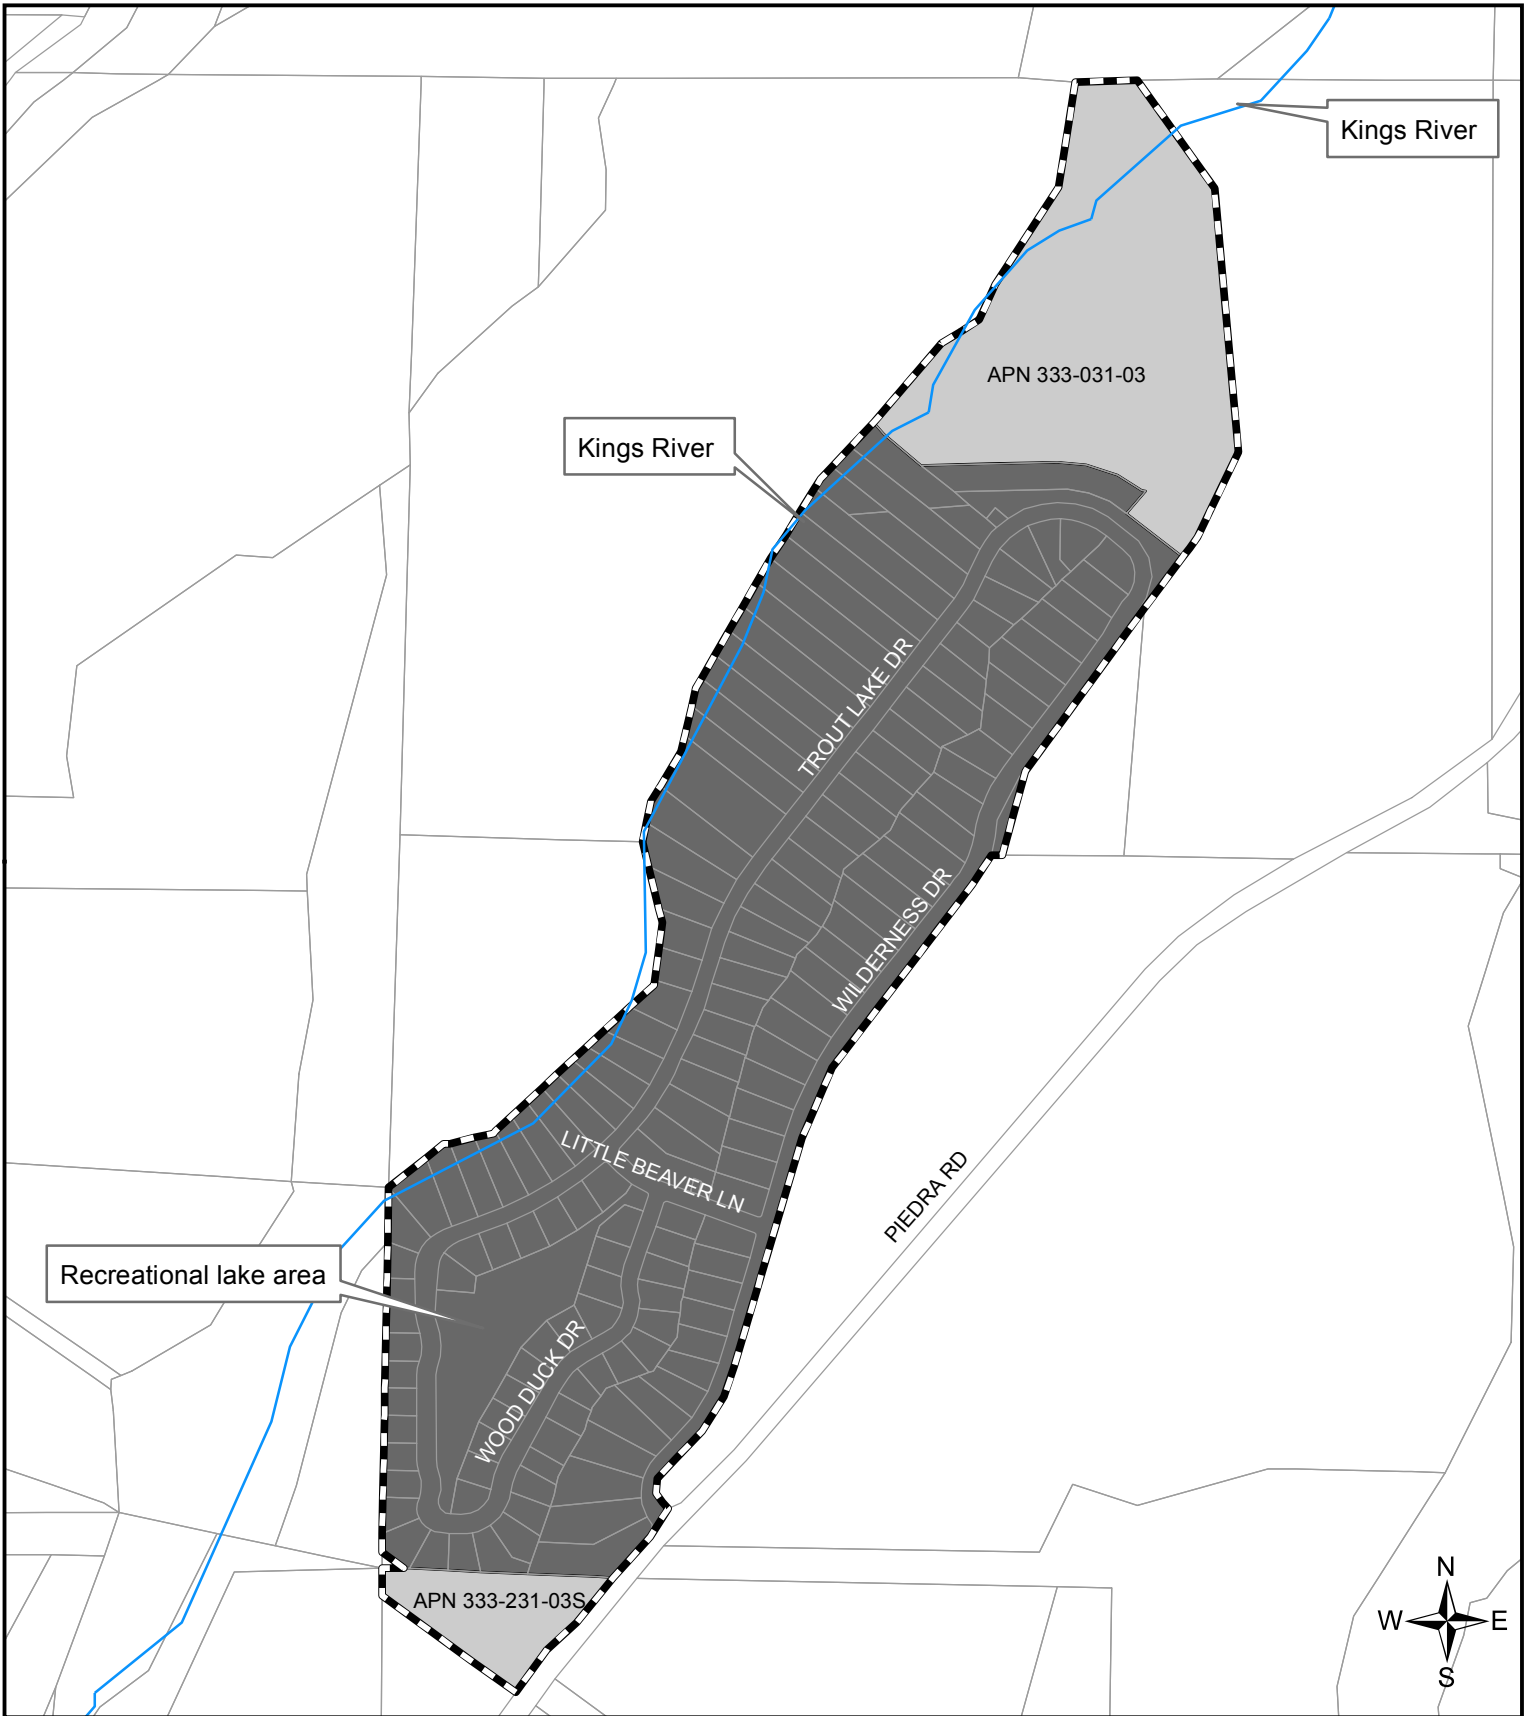 Kings River
APN 333-031-03
Kings River
TROUT LAKE DR
WILDERNESS DR
LITTLE BEAVER LN
PIEDRA RD
Recreational lake area
WOOD DUCK DR
APN 333-231-03S
N
W E
S